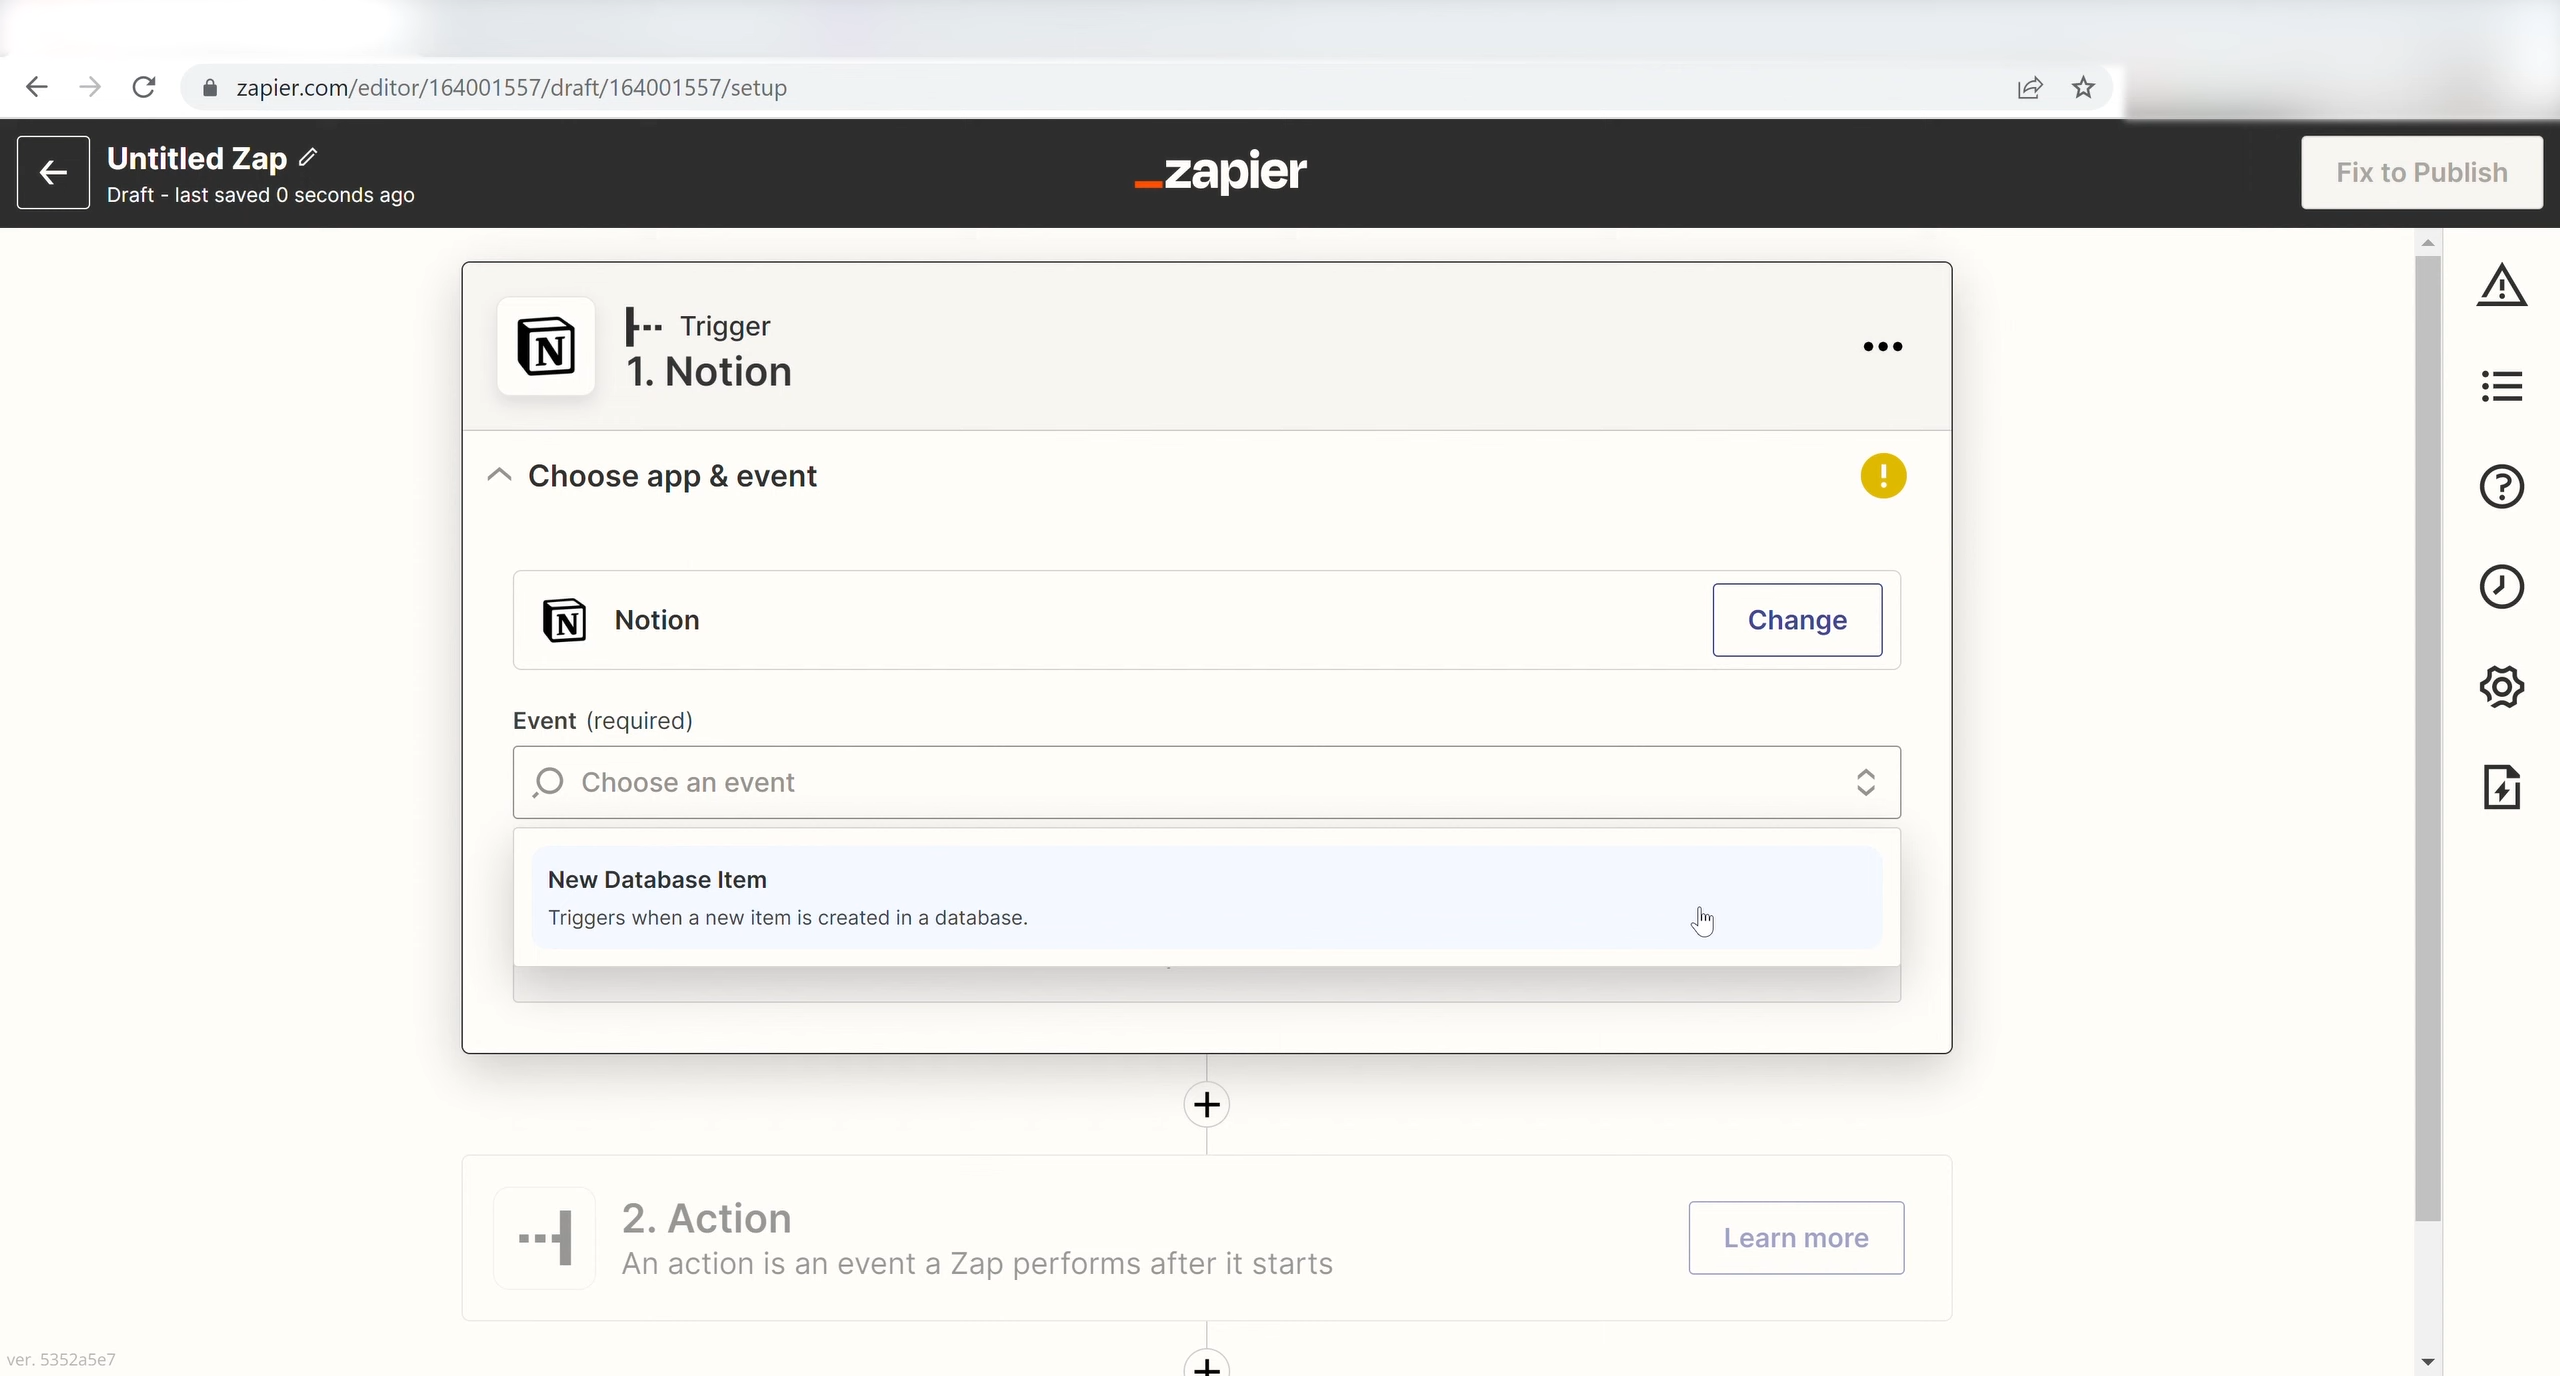 zapier.com/editor/164001557/draft/164001557/setup
Untitled Zap
Draft - last saved 0 seconds ago
_zapier
Fix to Publish
Trigger
1. Notion
Choose app & event
Notion
Change
Event (required)
Choose an event
New Database Item
Triggers when a new item is created in a database.
2. Action
An action is an event a Zap performs after it starts
Learn more
ver. 5352a5e7